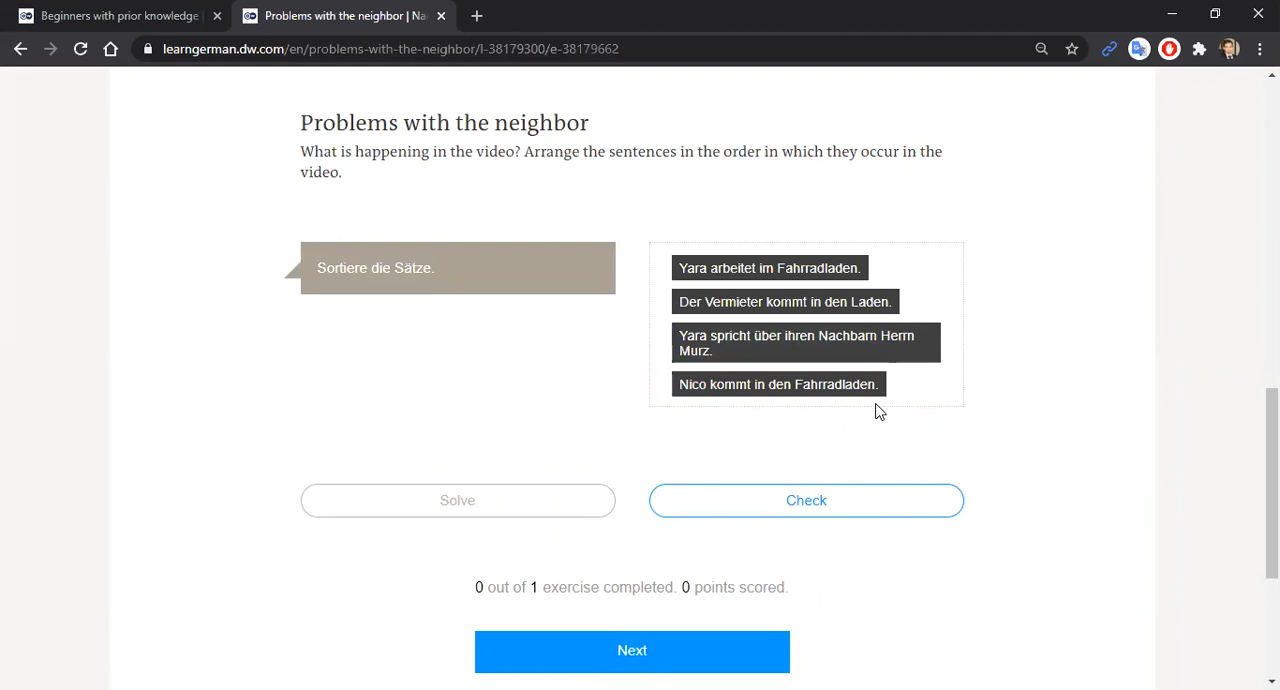 Beginners with prior knowledge
Problems with the neighbor | Na
learngerman.dw.com/en/problems-with-the-neighbor/l-38179300/e-38179662
Problems with the neighbor
What is happening in the video? Arrange the sentences in the order in which they occur in the
video.
Sortiere die Sätze.
Yara arbeitet im Fahrradladen.
Der Vermieter kommt in den Laden.
Yara spricht über ihren Nachbarn Herrn
Murz.
Nico kommt in den Fahrradladen.
Solve
Check
0 out of 1 exercise completed. 0 points scored.
Next